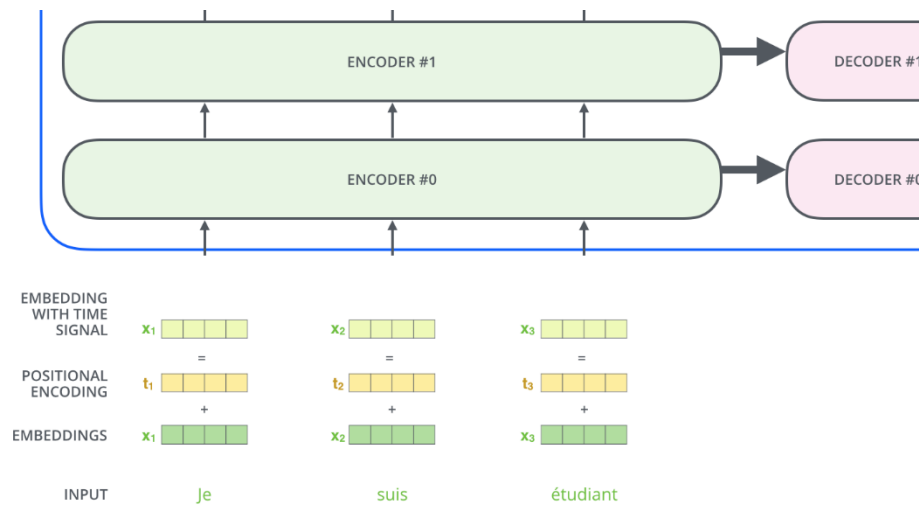 ENCODER #1
DECODER #1
ENCODER #0
DECODER #0
EMBEDDING
WITH TIME
SIGNAL
x₁
x₂
x₃
= = =
POSITIONAL
ENCODING
t₁
t₂
t₃
+ + +
EMBEDDINGS
x₁
x₂
x₃
INPUT
Je
suis
étudiant